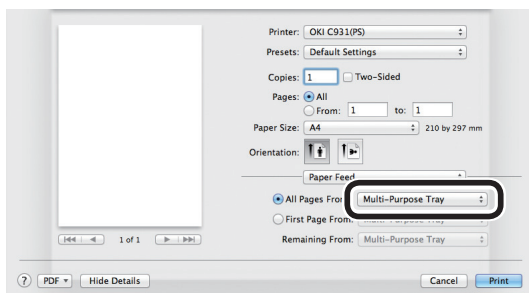 Printer: OKI C931(PS)
Presets: Default Settings
Copies: 1 Two-Sided
Pages: All
From: 1 to: 1
Paper Size: A4 210 by 297 mm
Orientation:
Paper Feed
All Pages From: Multi-Purpose Tray
First Page From: Multi-Purpose Tray
1 of 1 Remaining From: Multi-Purpose Tray
? PDF Hide Details Cancel Print